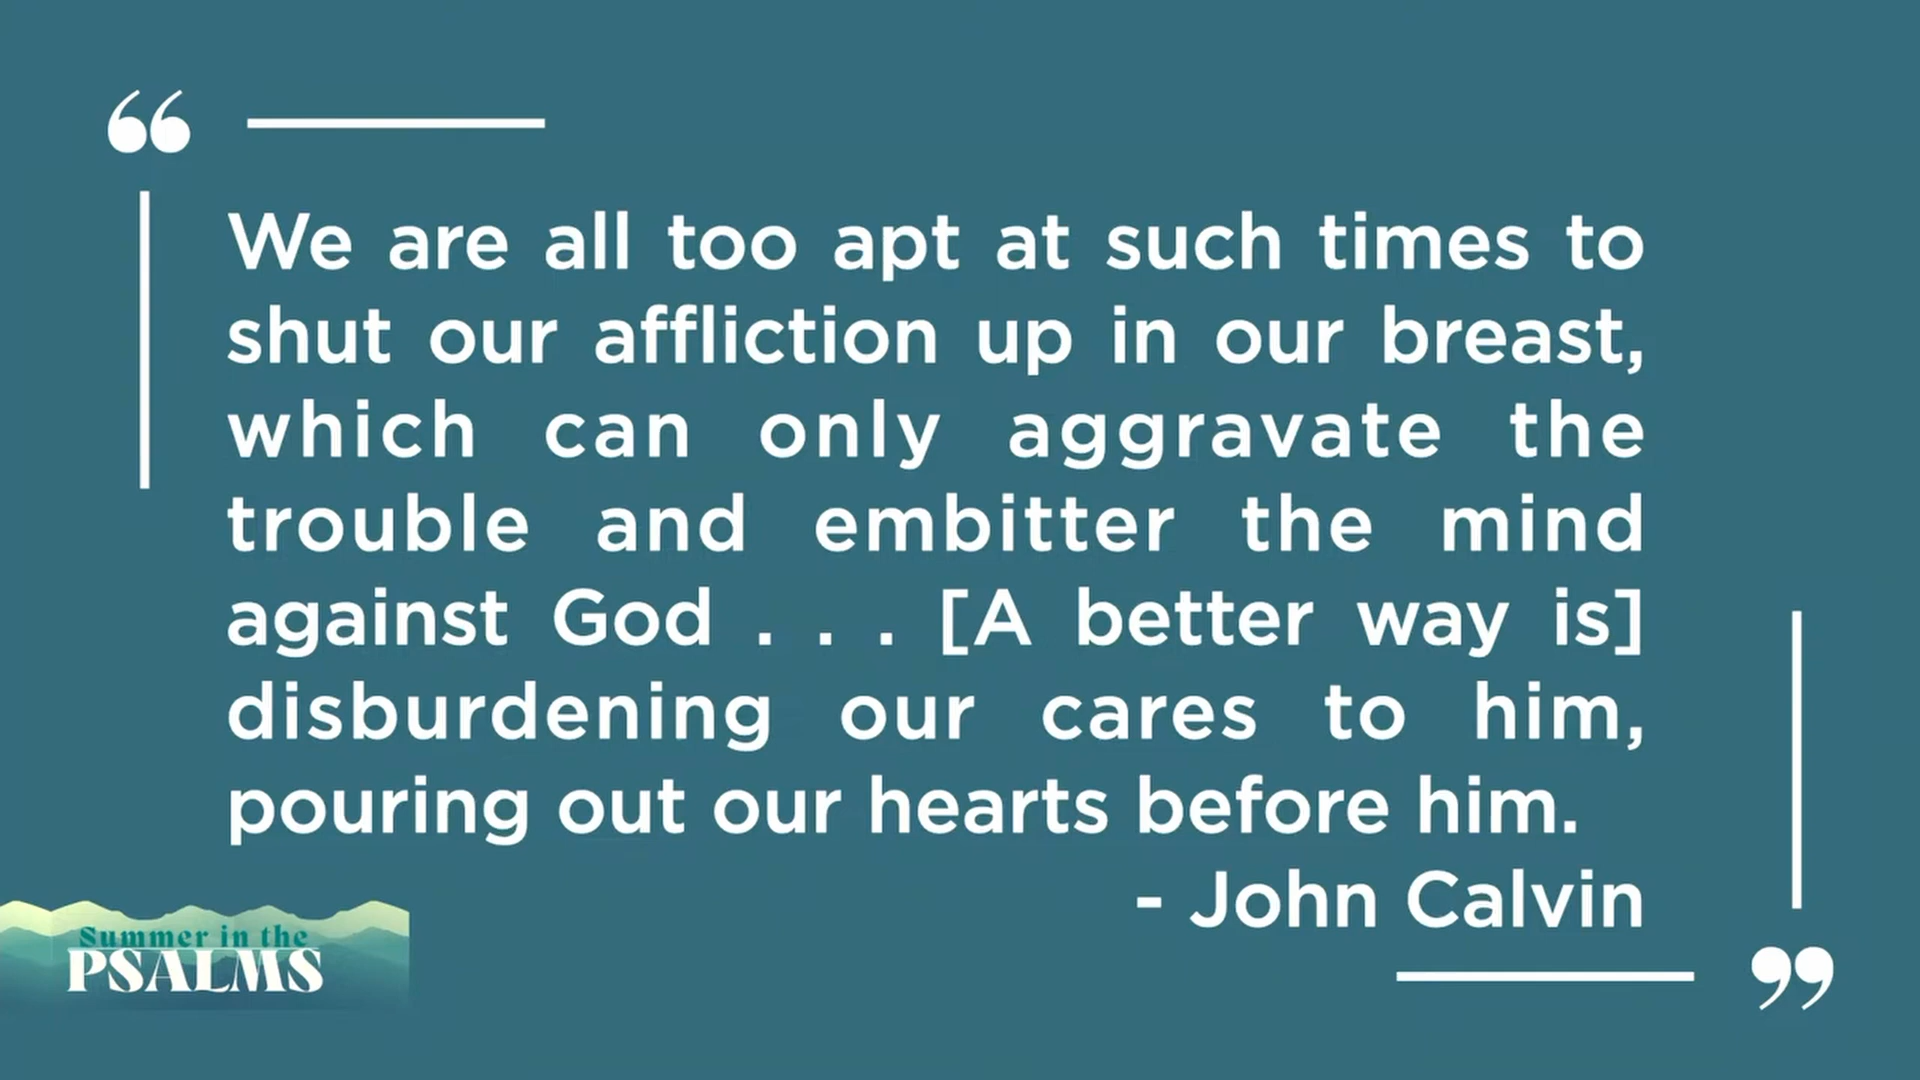 “
We are all too apt at such times to
shut our affliction up in our breast,
which can only aggravate the
trouble and embitter the mind
against God . . . [A better way is]
disburdening our cares to him,
pouring out our hearts before him.
- John Calvin
”
Summer in the
PSALMS